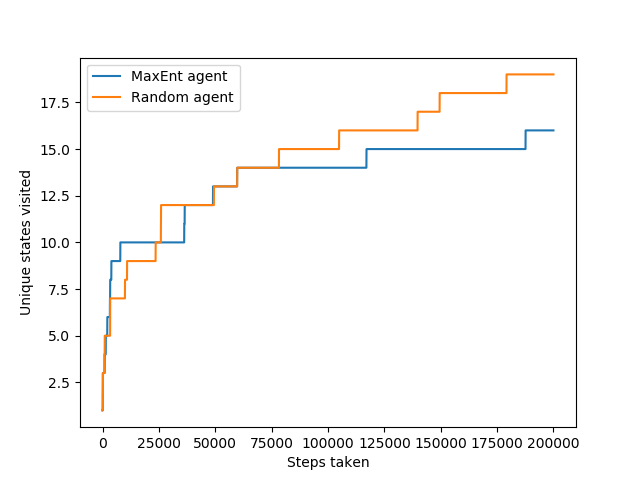 MaxEnt agent
Random agent
17.5
15.0
12.5
10.0
7.5
5.0
2.5
Unique states visited
0 25000 50000 75000 100000 125000 150000 175000 200000
Steps taken